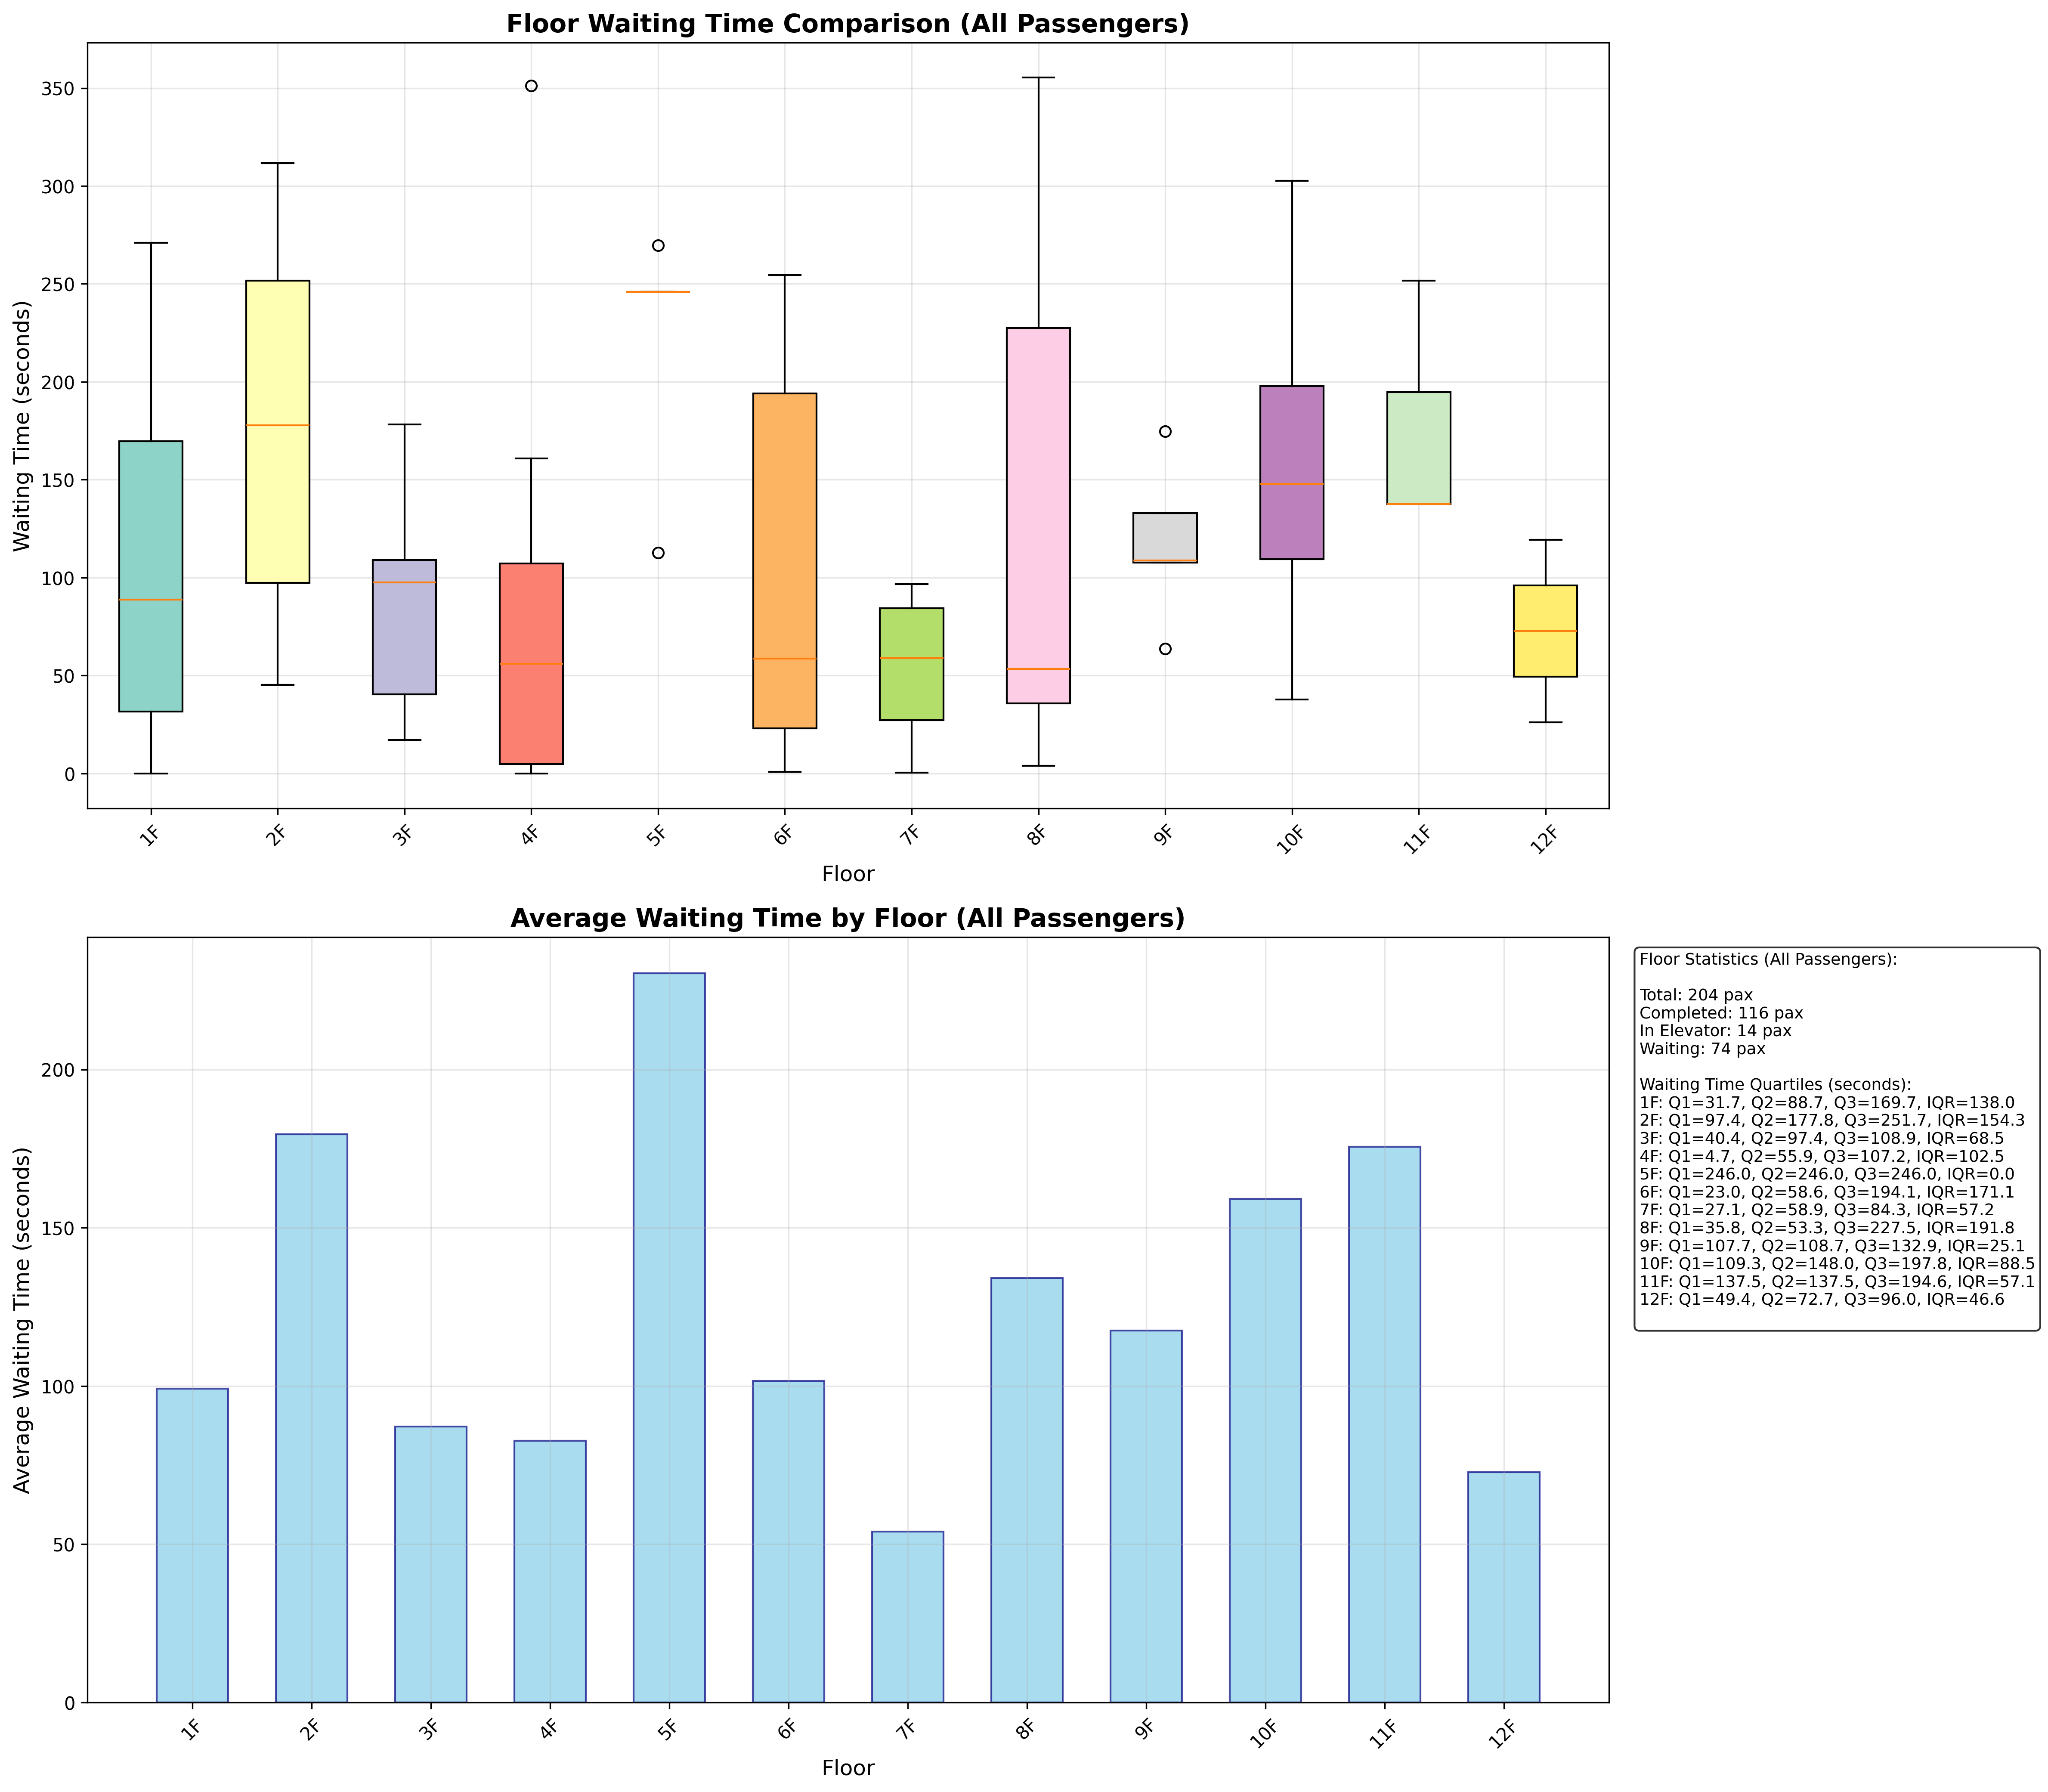 Floor Waiting Time Comparison (All Passengers)
Waiting Time (seconds)
350
300
250
200
150
100
50
0
1F
2F
3F
4F
5F
6F
7F
8F
9F
10F
11F
12F
Floor
Average Waiting Time by Floor (All Passengers)
Average Waiting Time (seconds)
200
150
100
50
0
1F
2F
3F
4F
5F
6F
7F
8F
9F
10F
11F
12F
Floor
Floor Statistics (All Passengers):
Total: 204 pax
Completed: 116 pax
In Elevator: 14 pax
Waiting: 74 pax
Waiting Time Quartiles (seconds):
1F: Q1=31.7, Q2=88.7, Q3=169.7, IQR=138.0
2F: Q1=97.4, Q2=177.8, Q3=251.7, IQR=154.3
3F: Q1=40.4, Q2=97.4, Q3=108.9, IQR=68.5
4F: Q1=4.7, Q2=55.9, Q3=107.2, IQR=102.5
5F: Q1=246.0, Q2=246.0, Q3=246.0, IQR=0.0
6F: Q1=23.0, Q2=58.6, Q3=194.1, IQR=171.1
7F: Q1=27.1, Q2=58.9, Q3=84.3, IQR=57.2
8F: Q1=35.8, Q2=53.3, Q3=227.5, IQR=191.8
9F: Q1=107.7, Q2=108.7, Q3=132.9, IQR=25.1
10F: Q1=109.3, Q2=148.0, Q3=197.8, IQR=88.5
11F: Q1=137.5, Q2=137.5, Q3=194.6, IQR=57.1
12F: Q1=49.4, Q2=72.7, Q3=96.0, IQR=46.6